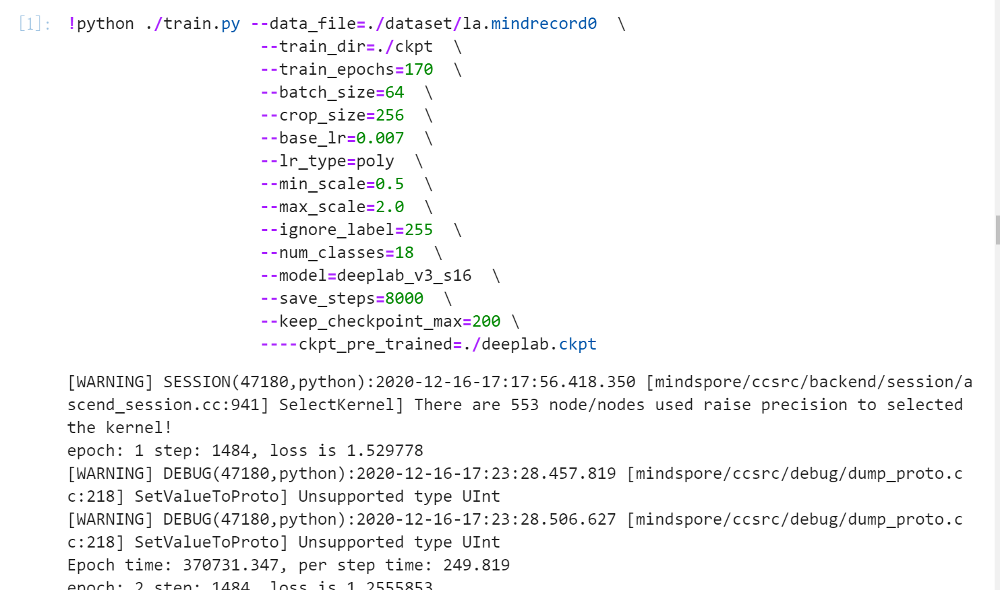 [1]: !python ./train.py --data_file=./dataset/la.mindrecord0 \
--train_dir=./ckpt \
--train_epochs=170 \
--batch_size=64 \
--crop_size=256 \
--base_lr=0.007 \
--lr_type=poly \
--min_scale=0.5 \
--max_scale=2.0 \
--ignore_label=255 \
--num_classes=18 \
--model=deeplab_v3_s16 \
--save_steps=8000 \
--keep_checkpoint_max=200 \
----ckpt_pre_trained=./deeplab.ckpt
[WARNING] SESSION(47180,python):2020-12-16-17:17:56.418.350 [mindspore/ccsrc/backend/session/a
scend_session.cc:941] SelectKernel] There are 553 node/nodes used raise precision to selected
the kernel!
epoch: 1 step: 1484, loss is 1.529778
[WARNING] DEBUG(47180,python):2020-12-16-17:23:28.457.819 [mindspore/ccsrc/debug/dump_proto.c
c:218] SetValueToProto] Unsupported type UInt
[WARNING] DEBUG(47180,python):2020-12-16-17:23:28.506.627 [mindspore/ccsrc/debug/dump_proto.c
c:218] SetValueToProto] Unsupported type UInt
Epoch time: 370731.347, per step time: 249.819
epoch: 2 step: 1484, loss is 1.2555853